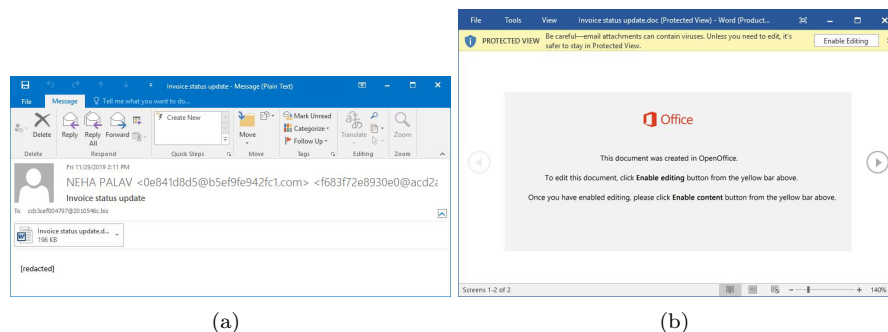 Invoice status update - Message (Plain Text)
File Message Tell me what you want to do...
Delete
Reply Reply All Forward
Create New
Move
Mark Unread
Categorize
Follow Up
Translate
Zoom
Delete Respond Quick Steps Move Tags Editing Zoom
Fri 11/29/2019 2:11 PM
NEHA PALAV <0e841d8d5@b5ef9fe942fc1.com> <f683f72e8930e0@acd2a
Invoice status update
To ccb3cef004797@2010546c.biz
Invoice status update.d...
196 KB
[redacted]
(a)
File Tools View Invoice status update.doc (Protected View) - Word (Product...
PROTECTED VIEW Be careful—email attachments can contain viruses. Unless you need to edit, it's
safer to stay in Protected View.
Enable Editing
Office
This document was created in OpenOffice.
To edit this document, click Enable editing button from the yellow bar above.
Once you have enabled editing, please click Enable content button from the yellow bar above.
Screens 1-2 of 2 140%
(b)